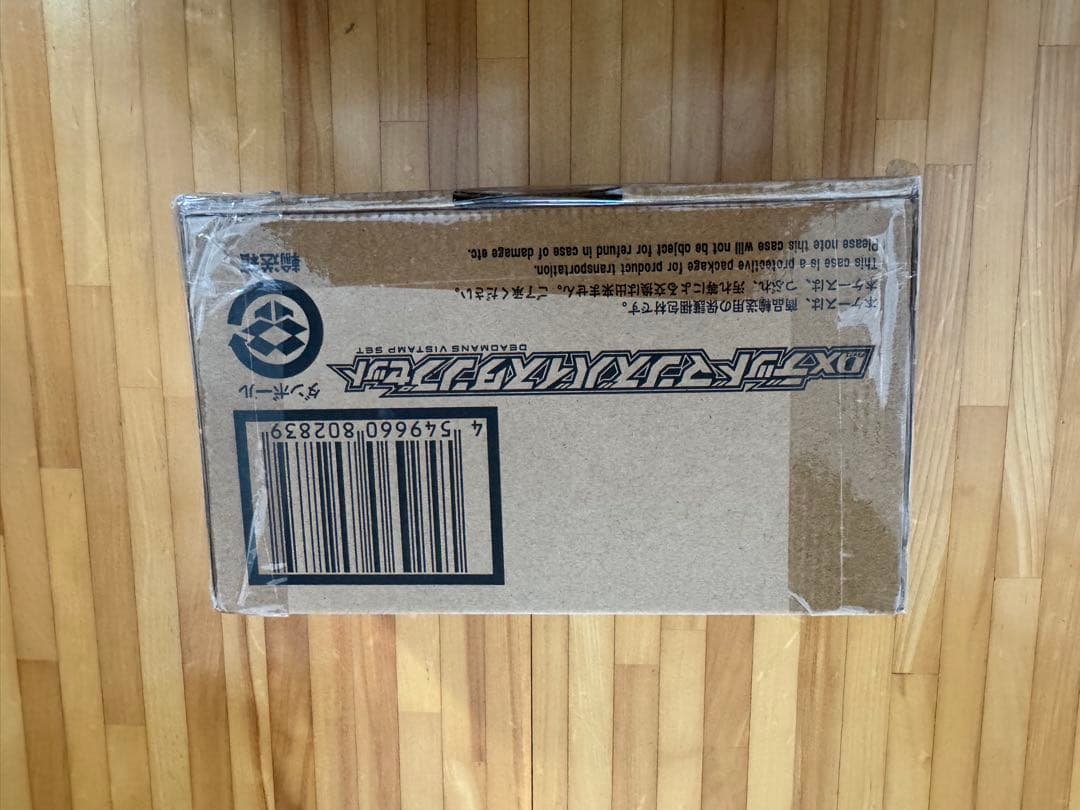 4 549660 802839
DXデッドマンズバイスタンプセット
DEADMANS VISTAMP SET
本ケースは、商品輸送用の保護梱包材です。
本ケースは、つぶれ、汚れ等による交換は出来ません。ご了承ください。
This case is a protective package for product transportation.
Please note this case will not be object for refund in case of damage etc.
ダンボール
輸送箱